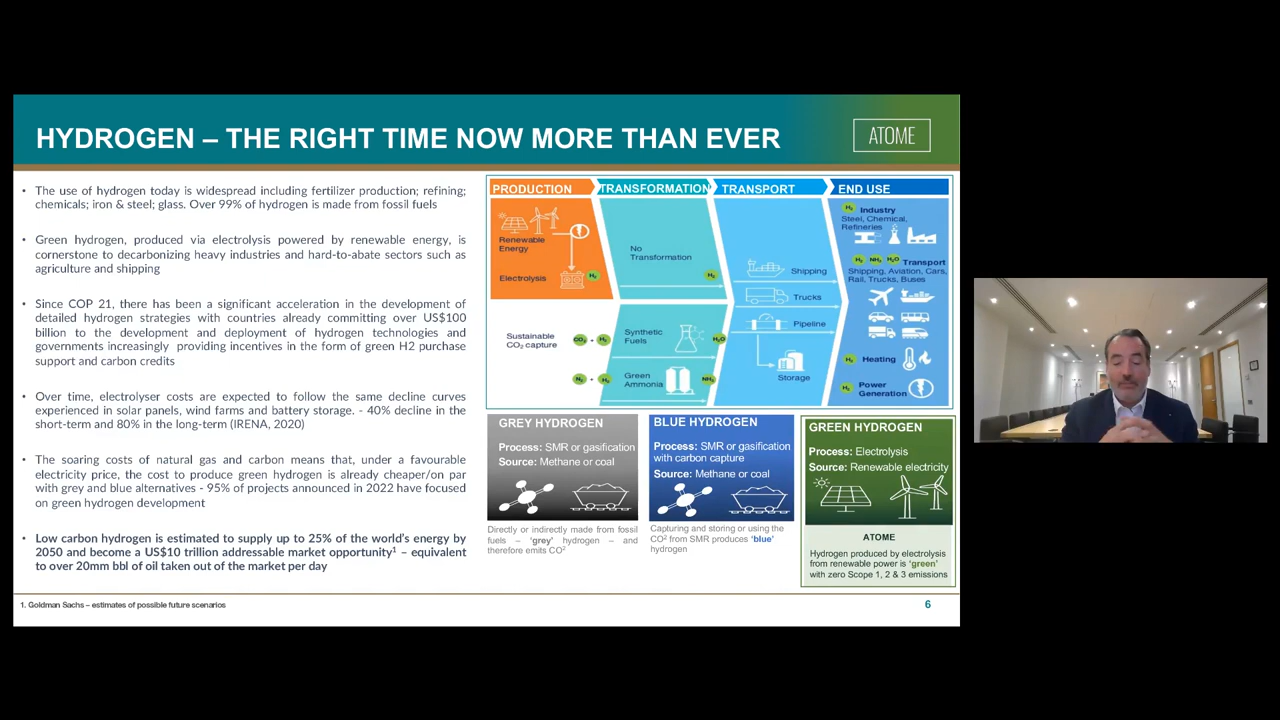 HYDROGEN – THE RIGHT TIME NOW MORE THAN EVER
ATOME
• The use of hydrogen today is widespread including fertilizer production; refining;
chemicals; iron & steel; glass. Over 99% of hydrogen is made from fossil fuels
• Green hydrogen, produced via electrolysis powered by renewable energy, is
cornerstone to decarbonizing heavy industries and hard-to-abate sectors such as
agriculture and shipping
• Since COP 21, there has been a significant acceleration in the development of
detailed hydrogen strategies with countries already committing over US$100
billion to the development and deployment of hydrogen technologies and
governments increasingly providing incentives in the form of green H2 purchase
support and carbon credits
• Over time, electrolyser costs are expected to follow the same decline curves
experienced in solar panels, wind farms and battery storage. - 40% decline in the
short-term and 80% in the long-term (IRENA, 2020)
• The soaring costs of natural gas and carbon means that, under a favourable
electricity price, the cost to produce green hydrogen is already cheaper/on par
with grey and blue alternatives - 95% of projects announced in 2022 have focused
on green hydrogen development
• Low carbon hydrogen is estimated to supply up to 25% of the world's energy by
2050 and become a US$10 trillion addressable market opportunity¹ – equivalent
to over 20mm bbl of oil taken out of the market per day
PRODUCTION
TRANSFORMATION
TRANSPORT
END USE
Renewable
Energy
Electrolysis
H₂
Sustainable
CO₂ capture
No
Transformation
H₂
CO₂ + H₂
Synthetic
Fuels
H₂O
N₂ + H₂
Green
Ammonia
NH₃
Shipping
Trucks
Pipeline
Storage
H₂ Industry
Steel, Chemical,
Refineries
H₂ NH₃ H₂O Transport
Shipping, Aviation, Cars,
Rail, Trucks, Buses
H₂ Heating
H₂ Power
Generation
GREY HYDROGEN
Process: SMR or gasification
Source: Methane or coal
Directly or indirectly made from fossil
fuels – 'grey' hydrogen – and
therefore emits CO²
BLUE HYDROGEN
Process: SMR or gasification
with carbon capture
Source: Methane or coal
Capturing and storing or using the
CO² from SMR produces 'blue'
hydrogen
GREEN HYDROGEN
Process: Electrolysis
Source: Renewable electricity
ATOME
Hydrogen produced by electrolysis
from renewable power is 'green'
with zero Scope 1, 2 & 3 emissions
1. Goldman Sachs – estimates of possible future scenarios
6